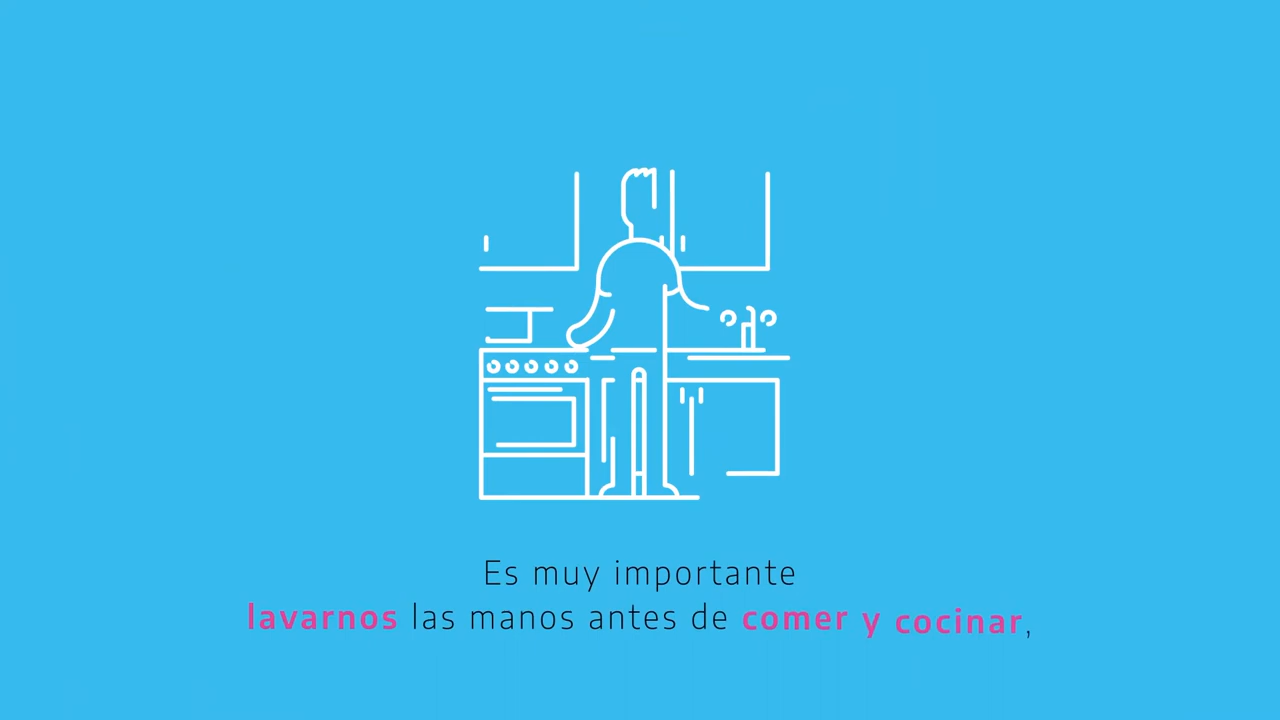 Es muy importante
lavarnos las manos antes de comer y cocinar,